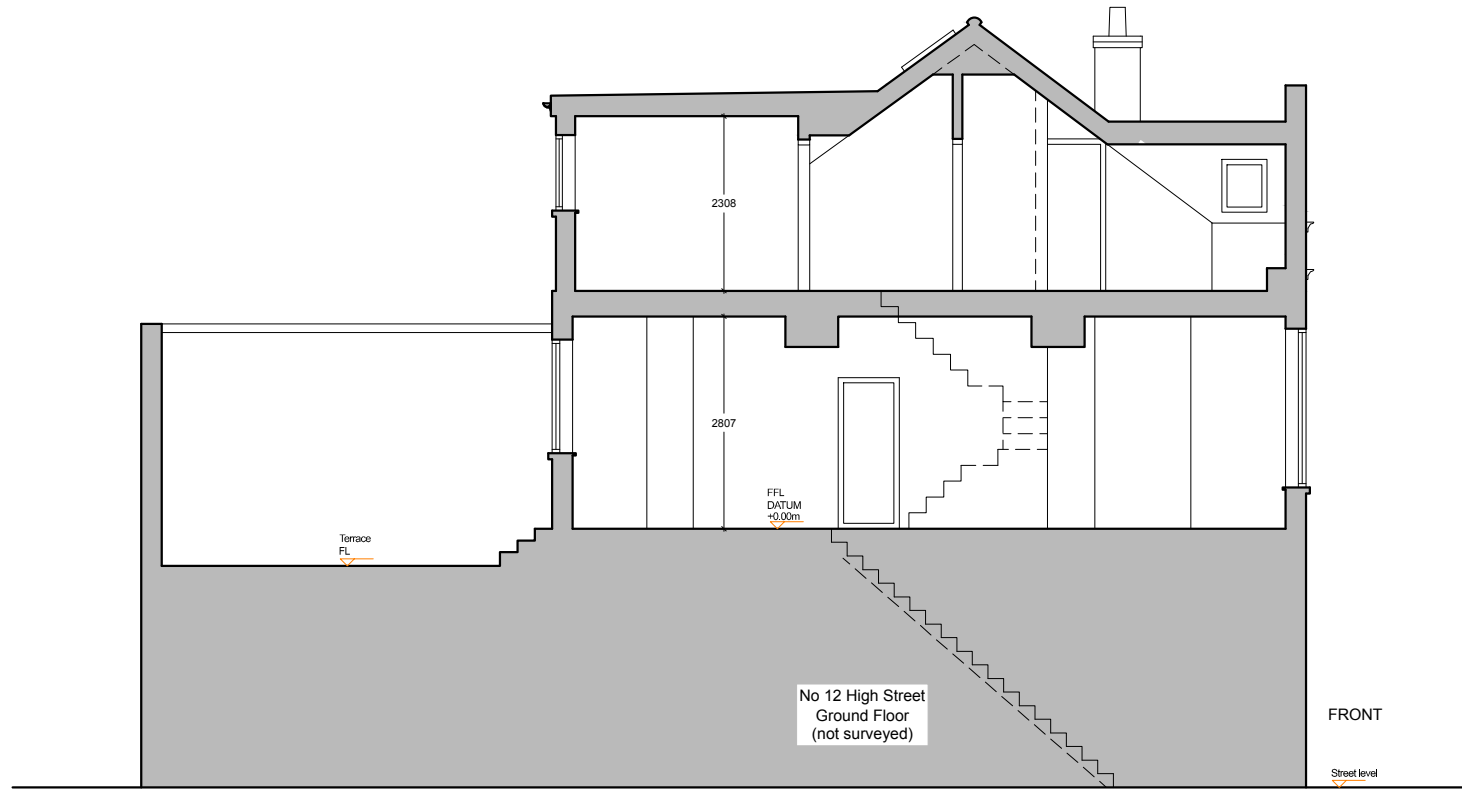 2308
2807
FFL
DATUM
+0.00m
Terrace
FL
No 12 High Street
Ground Floor
(not surveyed)
FRONT
Street level